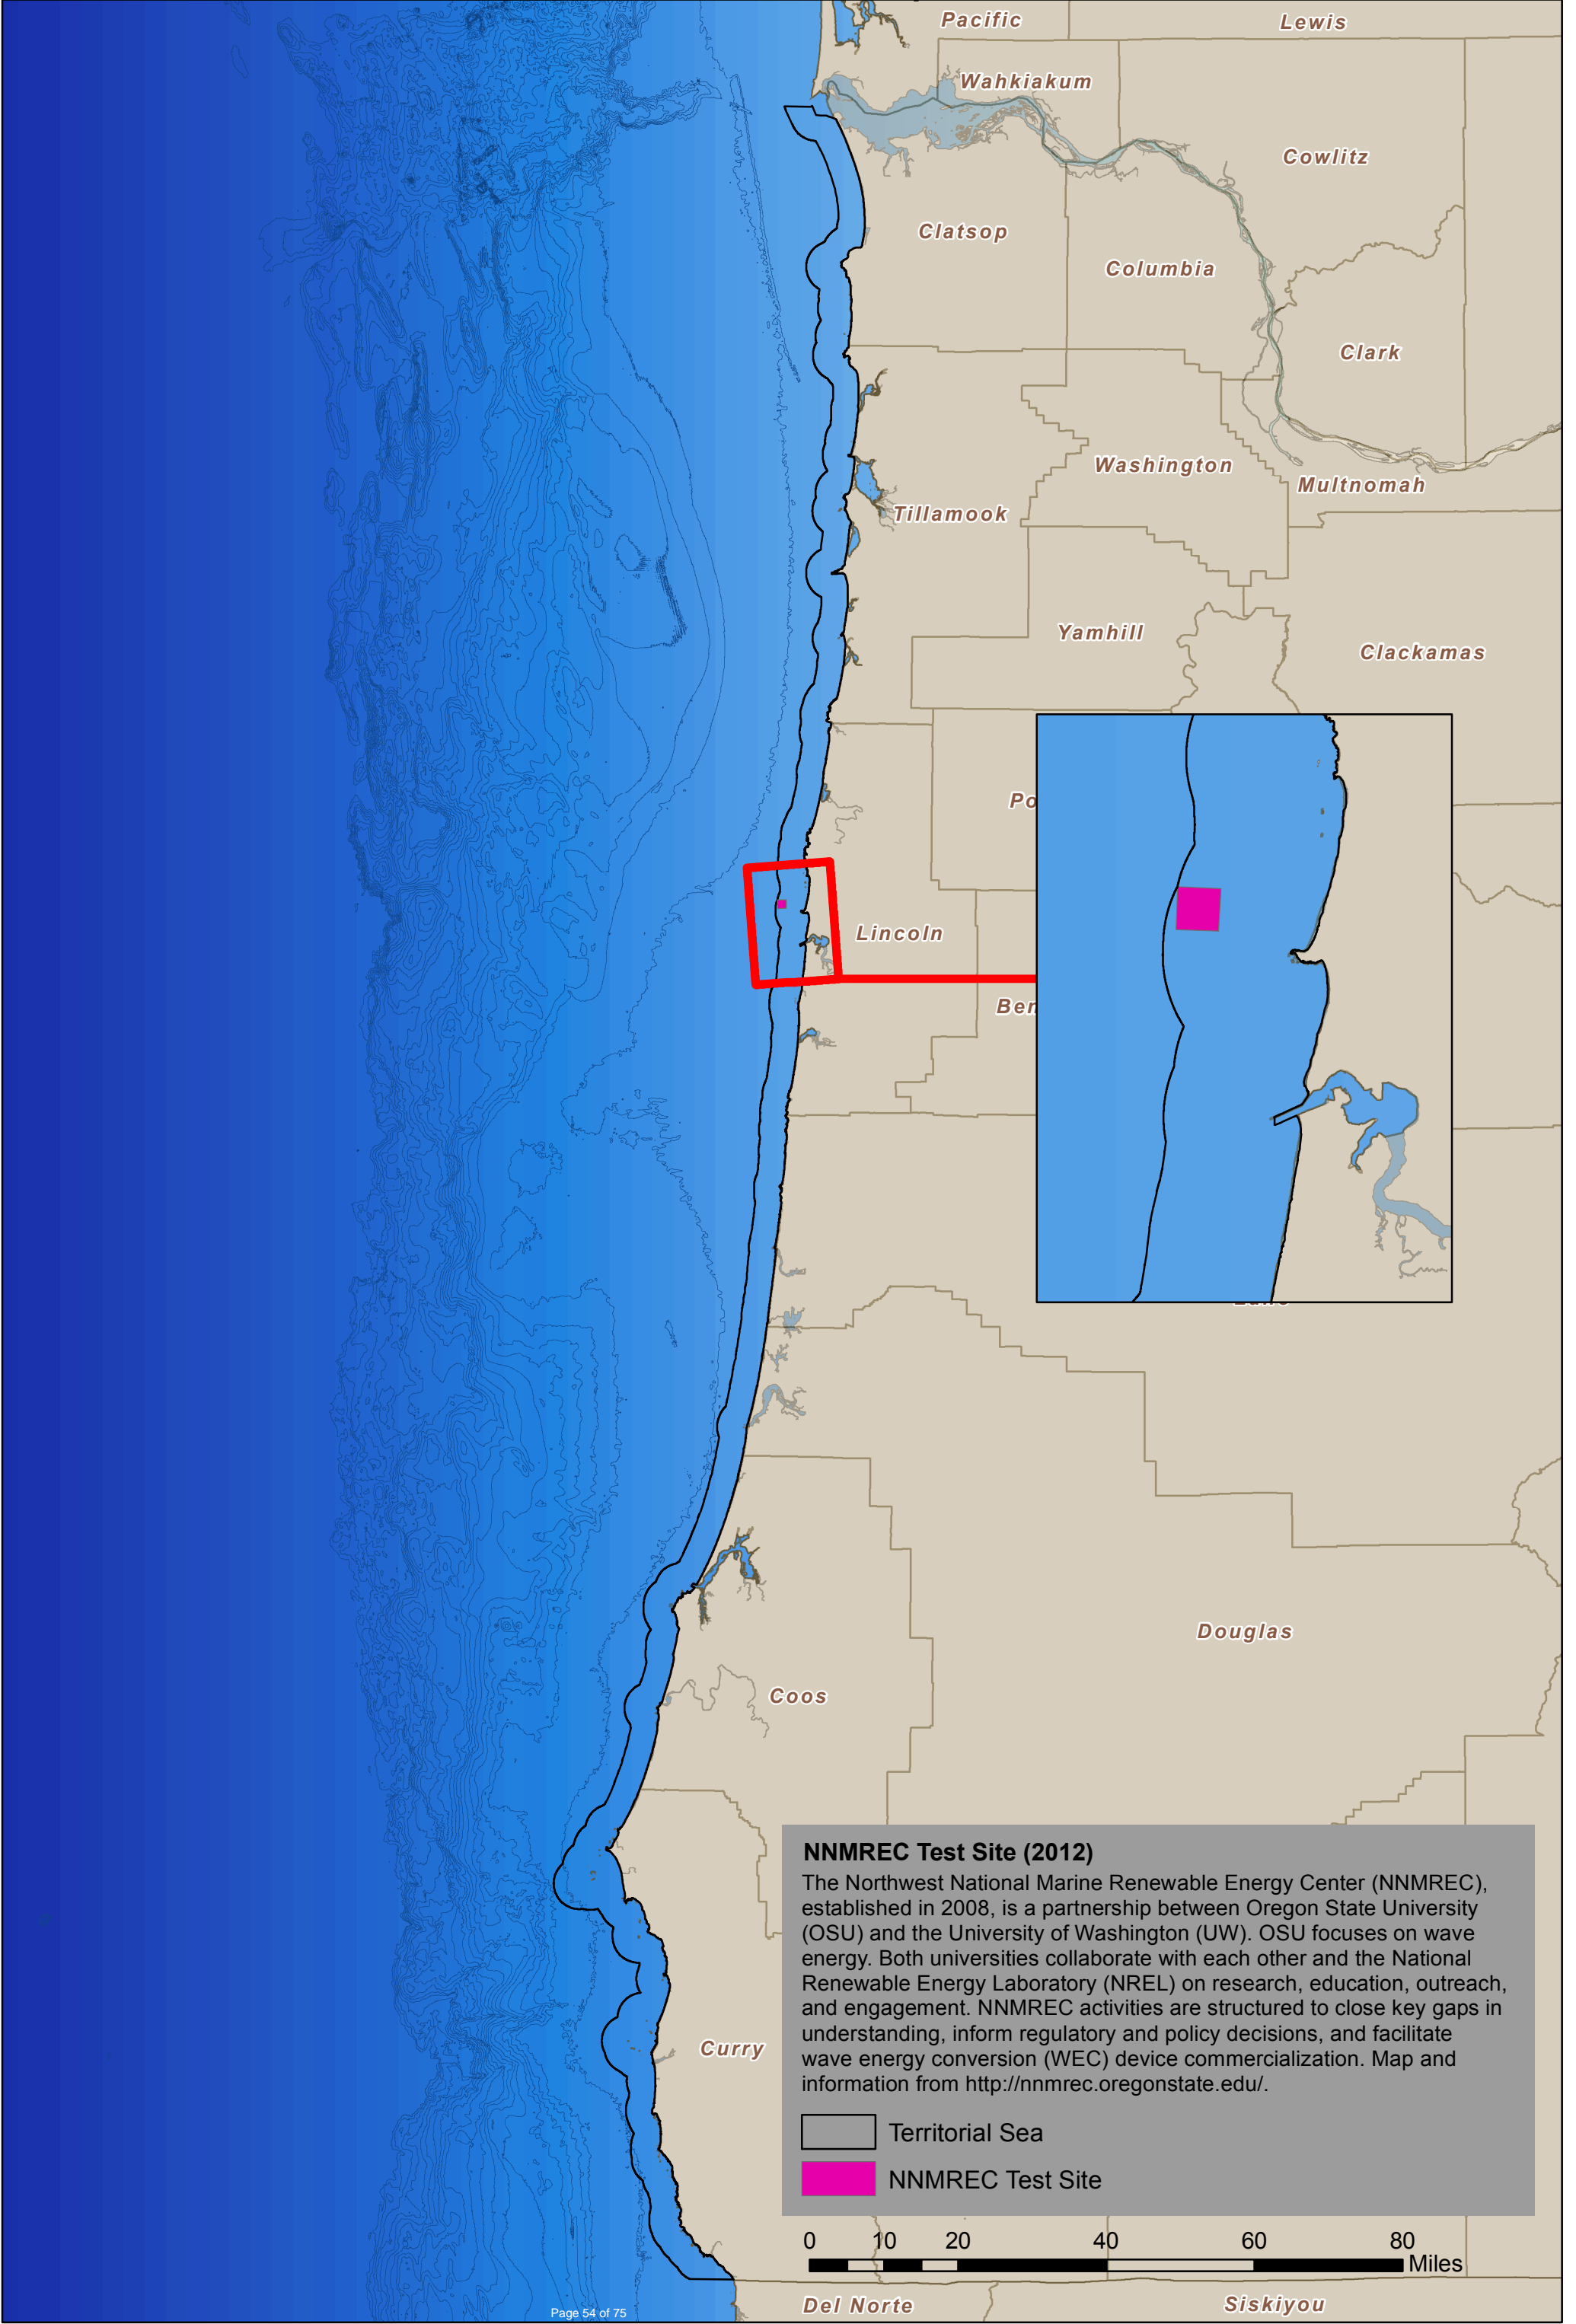 Pacific
Lewis
Wahkiakum
Cowlitz
Clatsop
Columbia
Clark
Washington
Multnomah
Tillamook
Yamhill
Clackamas
Po
Lincoln
Ben
Douglas
Coos
Curry
NNMREC Test Site (2012)
The Northwest National Marine Renewable Energy Center (NNMREC),
established in 2008, is a partnership between Oregon State University
(OSU) and the University of Washington (UW). OSU focuses on wave
energy. Both universities collaborate with each other and the National
Renewable Energy Laboratory (NREL) on research, education, outreach,
and engagement. NNMREC activities are structured to close key gaps in
understanding, inform regulatory and policy decisions, and facilitate
wave energy conversion (WEC) device commercialization. Map and
information from http://nnmrec.oregonstate.edu/.
Territorial Sea
NNMREC Test Site
0 10 20 40 60 80
Miles
Del Norte
Siskiyou
Page 54 of 75